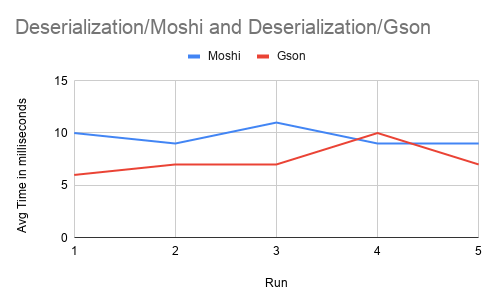 Deserialization/Moshi and Deserialization/Gson
Moshi Gson
Avg Time in milliseconds
15
10
5
0
1 2 3 4 5
Run